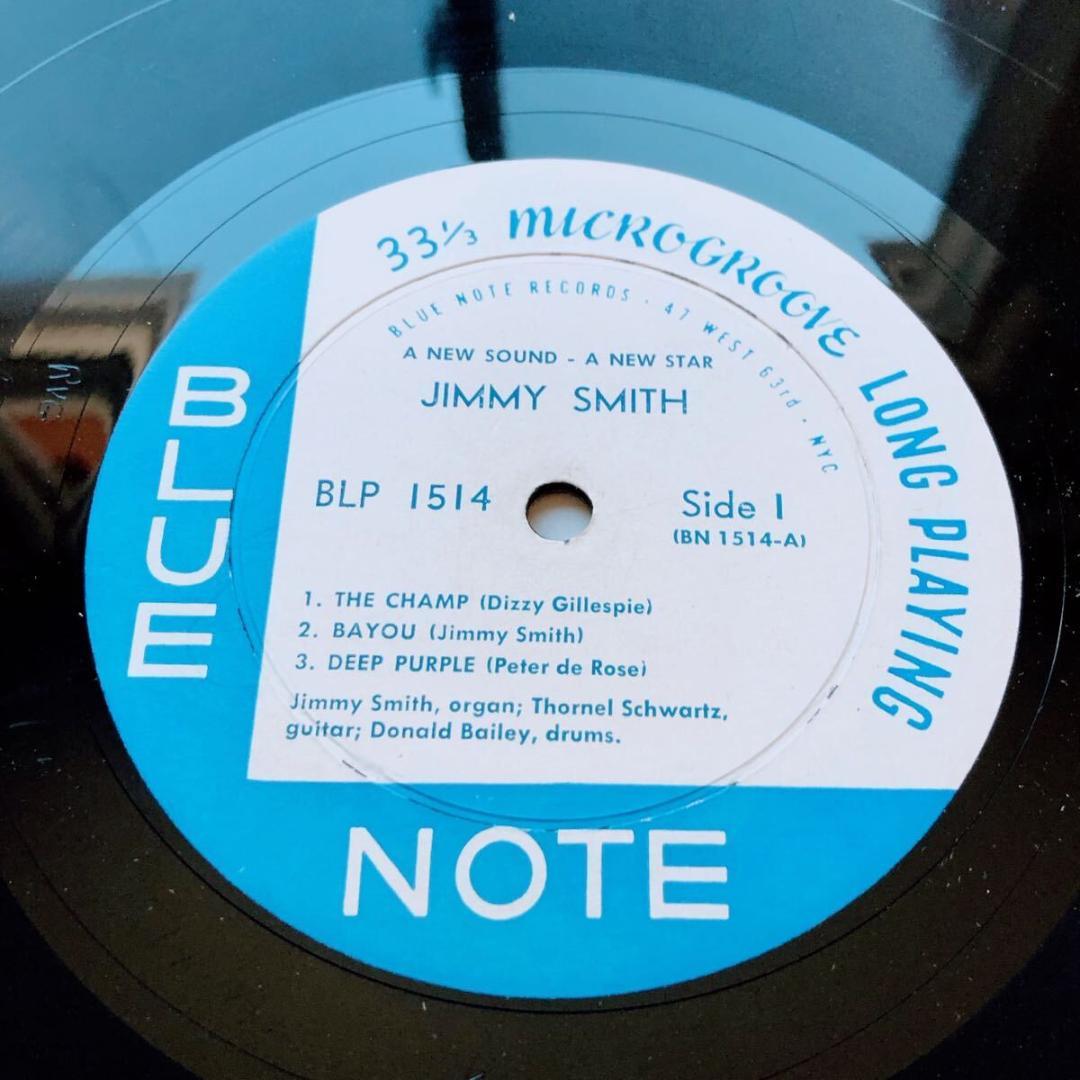 33⅓ MICROGROOVE LONG PLAYING
BLUE NOTE RECORDS · 47 WEST 63rd · NYC
A NEW SOUND - A NEW STAR
JIMMY SMITH
BLP 1514
Side 1
(BN 1514-A)
1. THE CHAMP (Dizzy Gillespie)
2. BAYOU (Jimmy Smith)
3. DEEP PURPLE (Peter de Rose)
Jimmy Smith, organ; Thornel Schwartz,
guitar; Donald Bailey, drums.
BLUE
NOTE
RVG